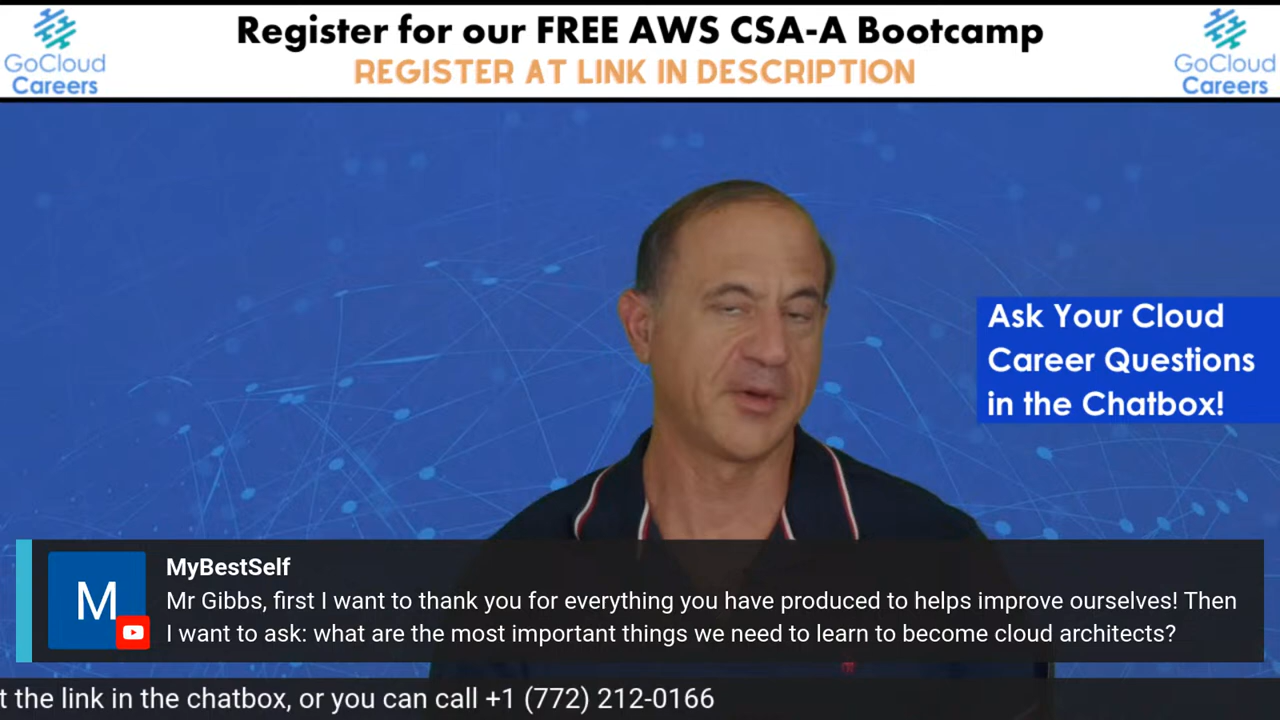 Register for our FREE AWS CSA-A Bootcamp
REGISTER AT LINK IN DESCRIPTION
GoCloud
Careers
GoCloud
Careers
Ask Your Cloud
Career Questions
in the Chatbox!
M
MyBestSelf
Mr Gibbs, first I want to thank you for everything you have produced to helps improve ourselves! Then
I want to ask: what are the most important things we need to learn to become cloud architects?
t the link in the chatbox, or you can call +1 (772) 212-0166